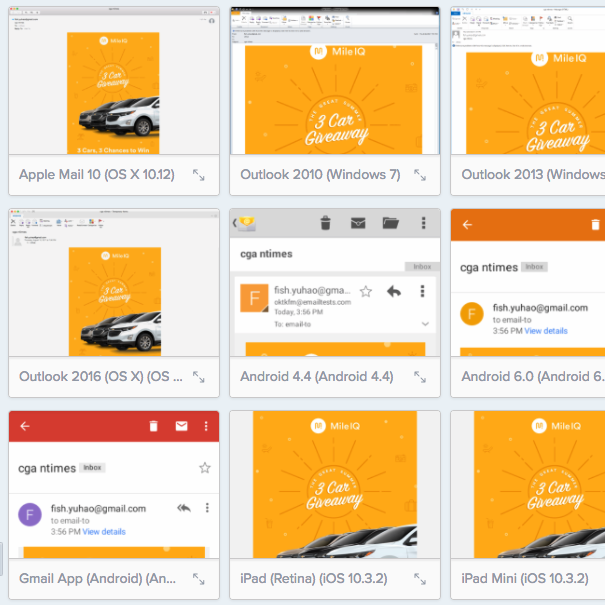 MileIQ
3 Car
Giveaway
3 Cars, 3 Chances to Win
Apple Mail 10 (OS X 10.12)
MileIQ
THE GREAT SUMMER
3 Car
Giveaway
Outlook 2010 (Windows 7)
MileIQ
THE GREAT SUMMER
3 Car
Giveaway
Outlook 2013 (Windows
MileIQ
3 Car
Giveaway
Outlook 2016 (OS X) (OS ...
cga ntimes
Inbox
F
fish.yuhao@gma...
oktkfm@emailtests.com
Today, 3:56 PM
To: email-to
Android 4.4 (Android 4.4)
cga ntimes Inbox
F
fish.yuhao@gmail.com
to email-to
3:56 PM View details
Android 6.0 (Android 6.
cga ntimes Inbox
F
fish.yuhao@gmail.com
to email-to
3:56 PM View details
Gmail App (Android) (An...
MileIQ
THE GREAT SUMMER
3 Car
Giveaway
iPad (Retina) (iOS 10.3.2)
MileIQ
THE GREAT SUMMER
3 Car
Giveaway
iPad Mini (iOS 10.3.2)